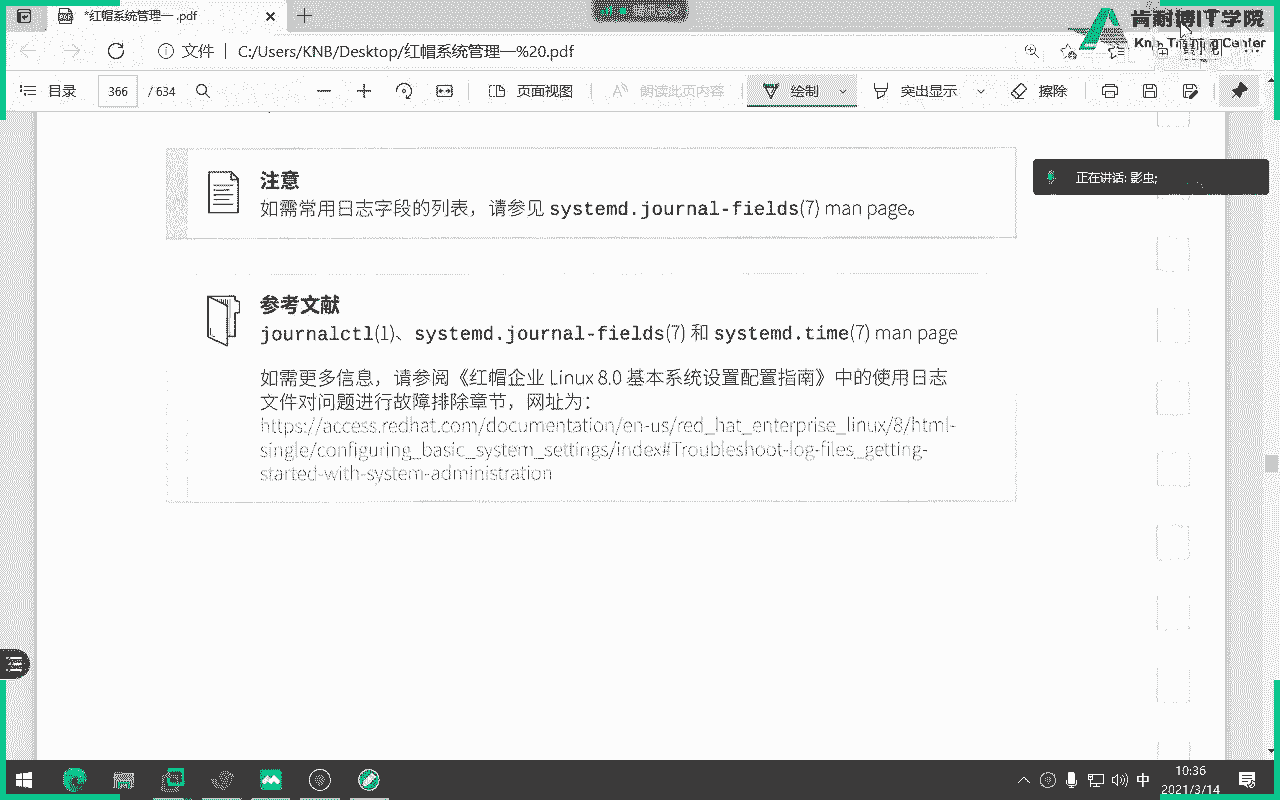 *红帽系统管理一 .pdf
肯耐博IT学院
文件 C:/Users/KNB/Desktop/红帽系统管理一%20.pdf
目录 366 / 634 页面视图 朗读此页内容 绘制 突出显示 擦除
注意
如需常用日志字段的列表，请参见 systemd.journal-fields(7) man page。
正在讲话: 影虫;
参考文献
journalctl(1)、systemd.journal-fields(7) 和 systemd.time(7) man page
如需更多信息，请参阅《红帽企业 Linux 8.0 基本系统设置配置指南》中的使用日志
文件对问题进行故障排除章节，网址为：
https://access.redhat.com/documentation/en-us/red_hat_enterprise_linux/8/html-
single/configuring_basic_system_settings/index#Troubleshoot-log-files_getting-
started-with-system-administration
中
10:36
2021/3/14